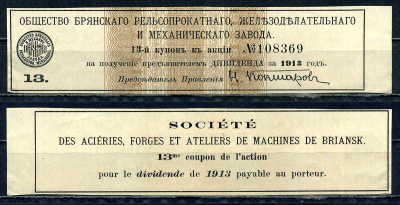 ОБЩЕСТВО БРЯНСКАГО РЕЛЬСОПРОКАТНАГО, ЖЕЛѢЗОДѢЛАТЕЛЬНАГО
И МЕХАНИЧЕСКАГО ЗАВОДА.
13-й купонъ къ акціи №108369
на полученіе предъявителемъ ДИВИДЕНДА за 1913 годъ.
13. Предсѣдатель Правленія
SOCIÉTÉ
DES ACIÉRIES, FORGES ET ATELIERS DE MACHINES DE BRIANSK.
13me coupon de l'action
pour le dividende de 1913 payable au porteur.